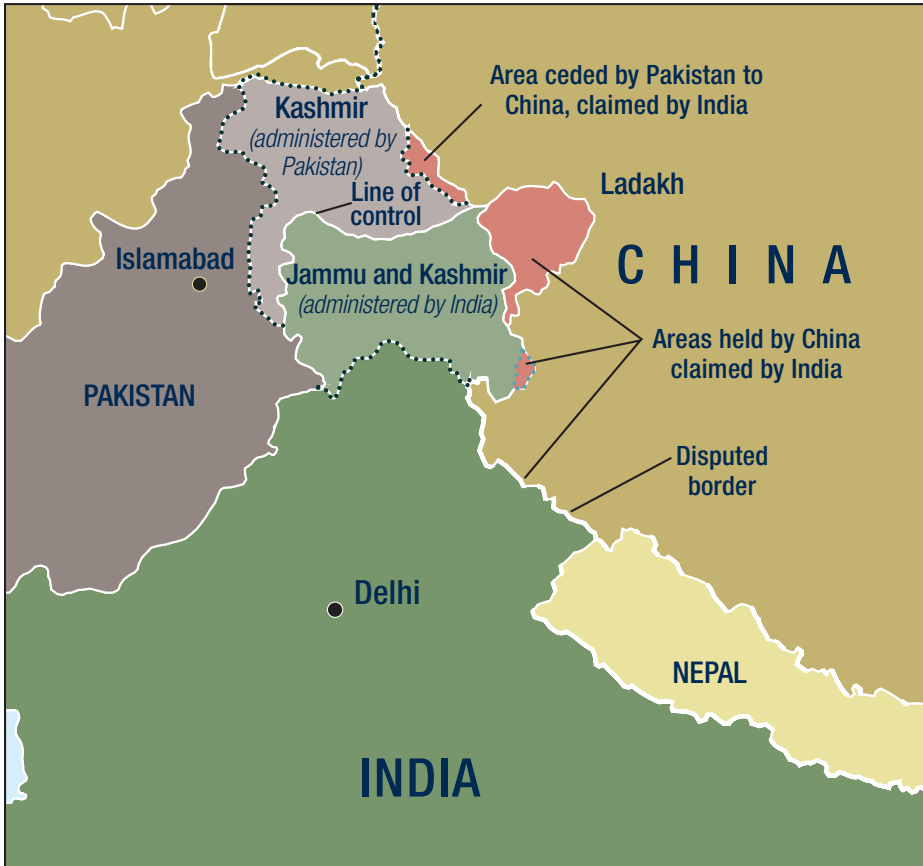 Area ceded by Pakistan to
China, claimed by India
Kashmir
(administered by
Pakistan)
Line of
control
Ladakh
Islamabad
CHINA
Jammu and Kashmir
(administered by India)
Areas held by China
claimed by India
PAKISTAN
Disputed
border
Delhi
NEPAL
INDIA